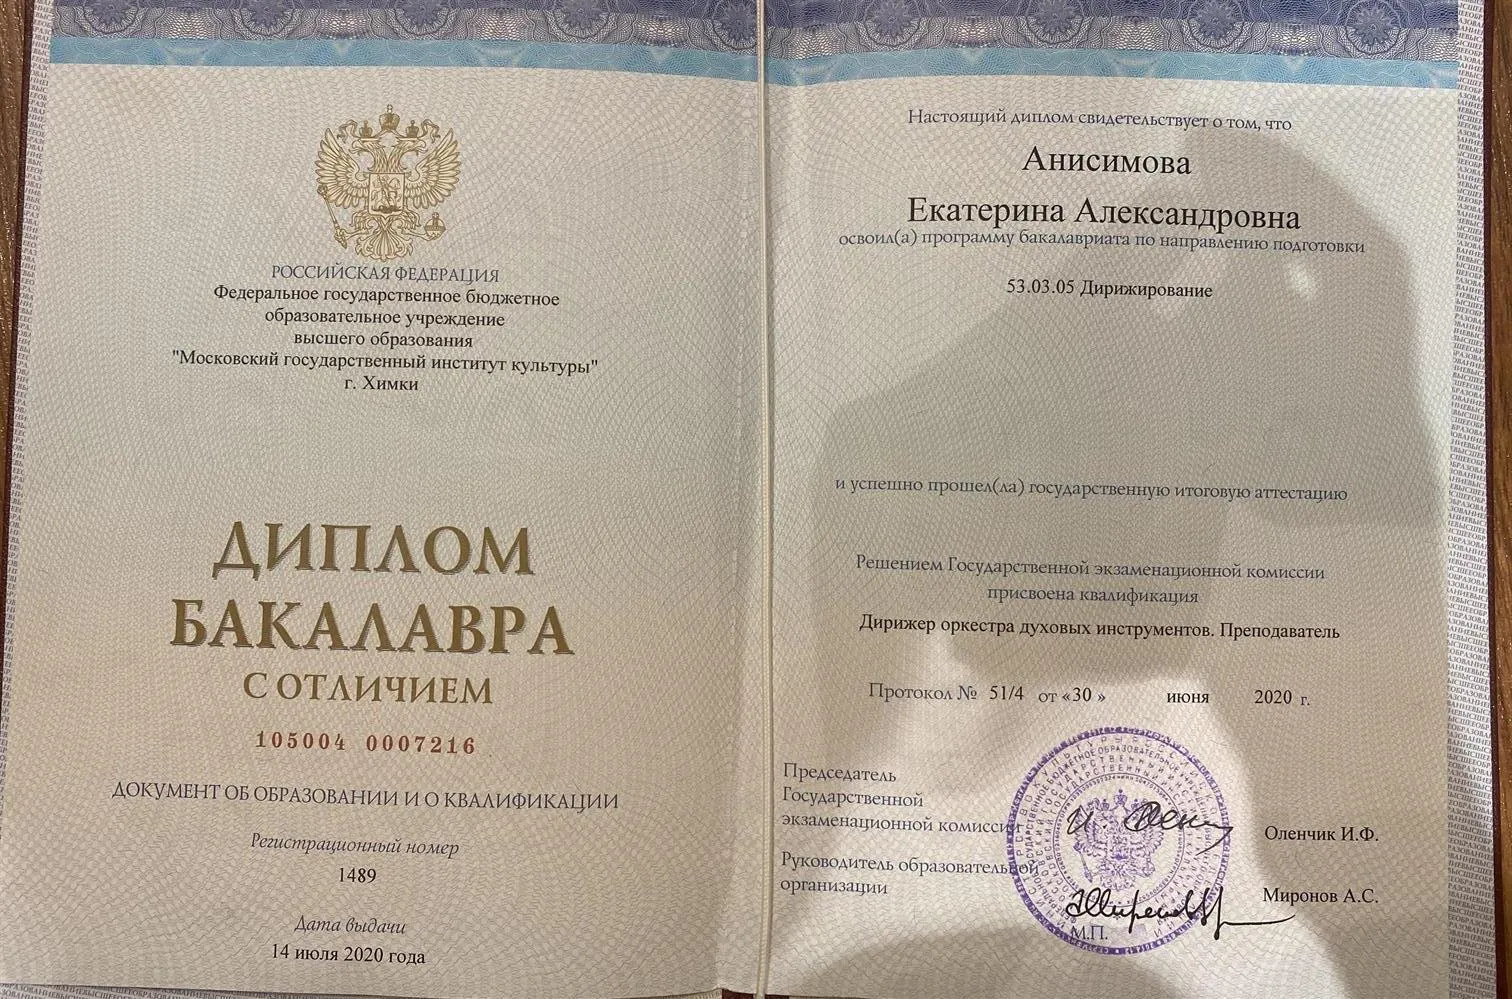 РОССИЙСКАЯ ФЕДЕРАЦИЯ
Федеральное государственное бюджетное
образовательное учреждение
высшего образования
"Московский государственный институт культуры"
г. Химки
ДИПЛОМ
БАКАЛАВРА
С ОТЛИЧИЕМ
105004 0007216
ДОКУМЕНТ ОБ ОБРАЗОВАНИИ И О КВАЛИФИКАЦИИ
Регистрационный номер
1489
Дата выдачи
14 июля 2020 года
Настоящий диплом свидетельствует о том, что
Анисимова
Екатерина Александровна
освоил(а) программу бакалавриата по направлению подготовки
53.03.05 Дирижирование
и успешно прошел(ла) государственную итоговую аттестацию
Решением Государственной экзаменационной комиссии
присвоена квалификация
Дирижер оркестра духовых инструментов. Преподаватель
Протокол № 51/4 от «30 » июня 2020 г.
Председатель
Государственной
экзаменационной комиссии
Оленчик И.Ф.
Руководитель образовательной
организации
Миронов А.С.
М.П.